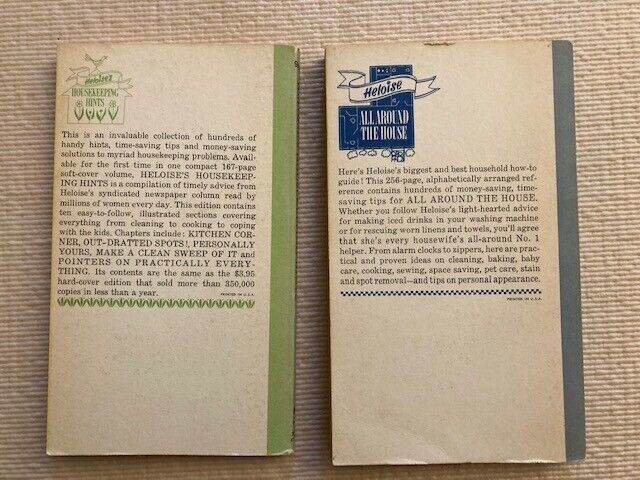 Heloise's
HOUSEKEEPING
HINTS
This is an invaluable collection of hundreds of
handy hints, time-saving tips and money-saving
solutions to myriad housekeeping problems. Avail-
able for the first time in one compact 167-page
soft-cover volume, HELOISE'S HOUSEKEEP-
ING HINTS is a compilation of timely advice from
Heloise's syndicated newspaper column read by
millions of women every day. This edition contains
ten easy-to-follow, illustrated sections covering
everything from cleaning to cooking to coping
with the kids. Chapters include: KITCHEN COR-
NER, OUT-DRATTED SPOTS!, PERSONALLY
YOURS, MAKE A CLEAN SWEEP OF IT and
POINTERS ON PRACTICALLY EVERY-
THING. Its contents are the same as the $3.95
hard-cover edition that sold more than 350,000
copies in less than a year.
PRINTED IN U.S.A.
Heloise
ALL AROUND
THE HOUSE
Here's Heloise's biggest and best household how-to
guide! This 256-page, alphabetically arranged ref-
erence contains hundreds of money-saving, time-
saving tips for ALL AROUND THE HOUSE.
Whether you follow Heloise's light-hearted advice
for making iced drinks in your washing machine
or for rescuing worn linens and towels, you'll agree
that she's every housewife's all-around No. 1
helper. From alarm clocks to zippers, here are prac-
tical and proven ideas on cleaning, baking, baby
care, cooking, sewing, space saving, pet care, stain
and spot removal—and tips on personal appearance.
PRINTED IN U.S.A.